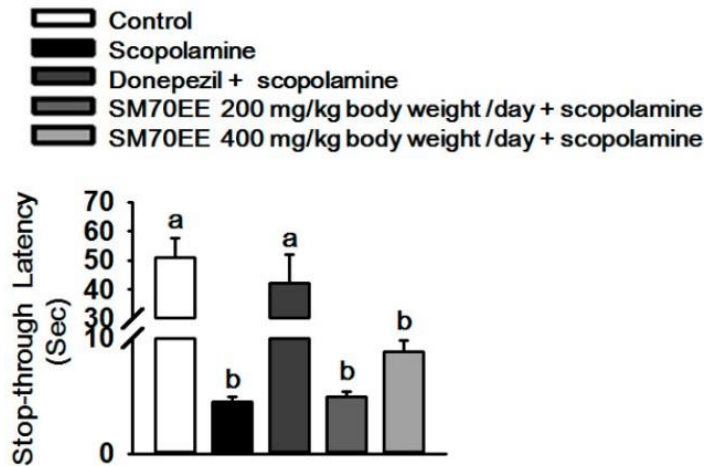 Control
Scopolamine
Donepezil + scopolamine
SM70EE 200 mg/kg body weight /day + scopolamine
SM70EE 400 mg/kg body weight /day + scopolamine
Stop-through Latency
(Sec)
70
60
50
40
30
10
0
a
b
a
b
b